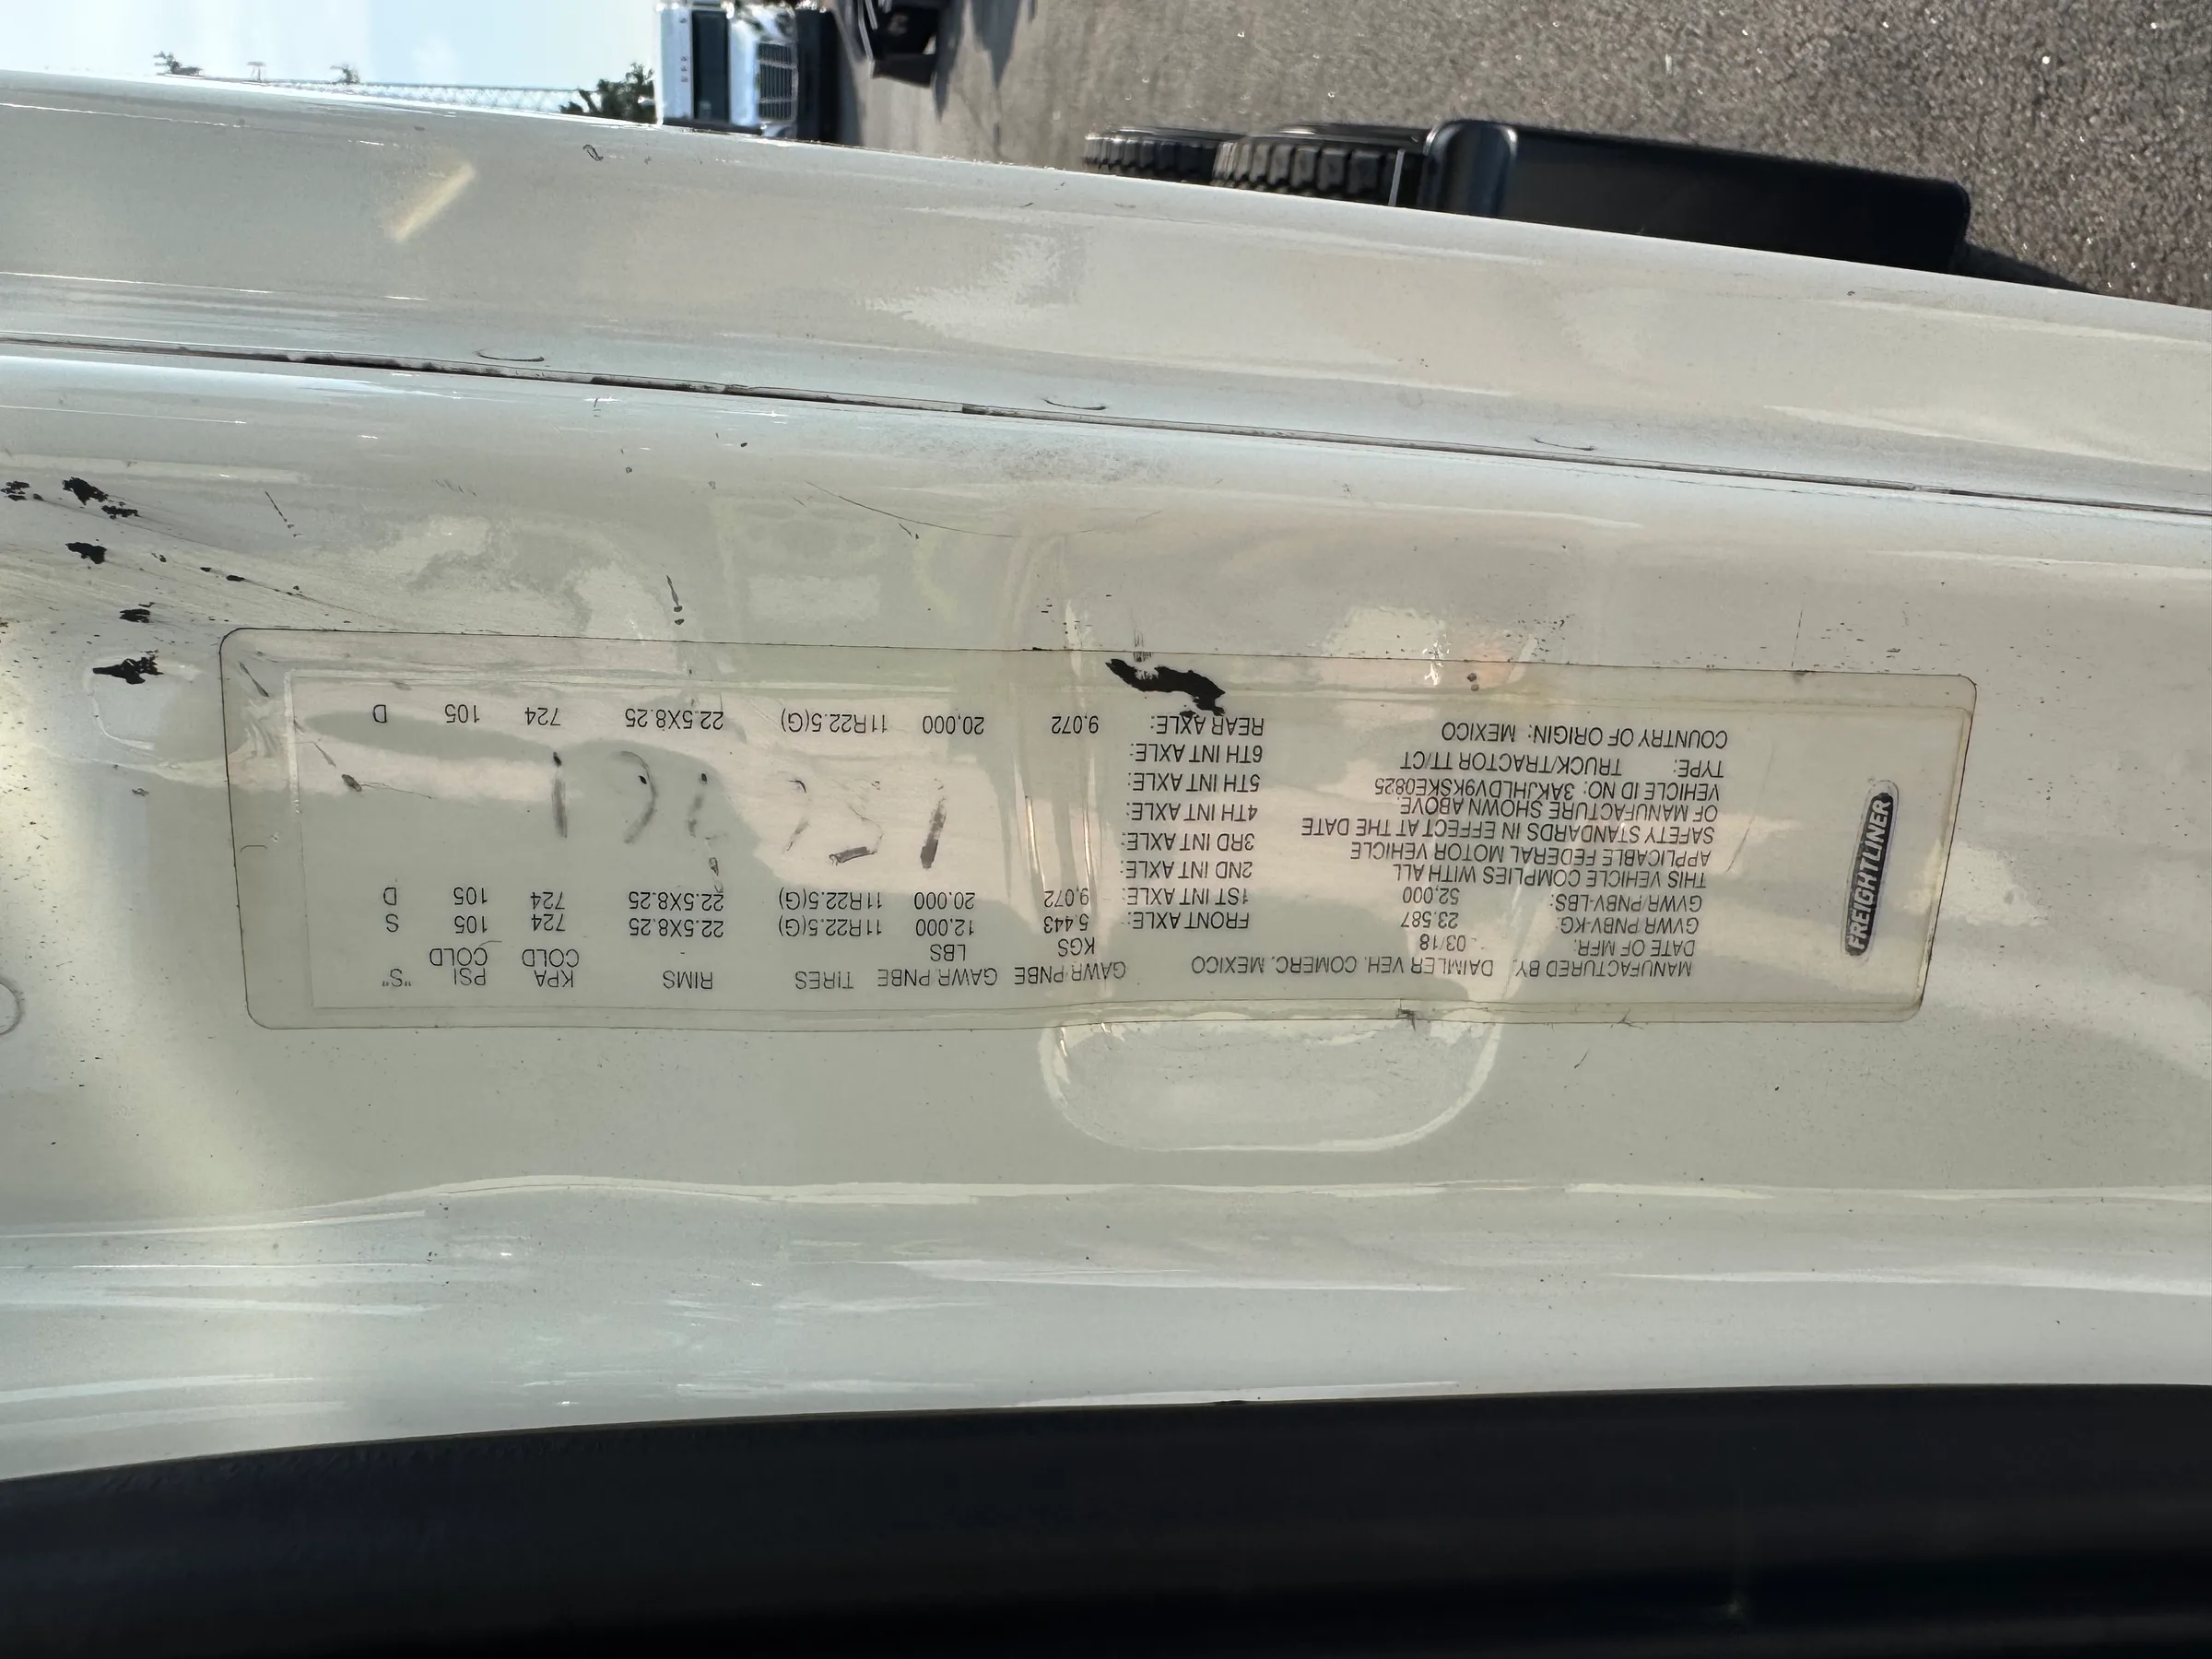 FREIGHTLINER
MANUFACTURED BY: DAIMLER VEH. COMERC. MEXICO
DATE OF MFR: 03/18
GVWR PNBV-KG: 23.587
GVWR PNBV-LBS: 52,000
THIS VEHICLE COMPLIES WITH ALL
APPLICABLE FEDERAL MOTOR VEHICLE
SAFETY STANDARDS IN EFFECT AT THE DATE
OF MANUFACTURE SHOWN ABOVE.
VEHICLE ID NO: 3AKJHLDV9KSKE0825
TYPE: TRUCK/TRACTOR TT/CT
COUNTRY OF ORIGIN: MEXICO
GAWR PNBE KGS GAWR PNBE LBS TIRES RIMS KPA COLD PSI COLD "S"
FRONT AXLE: 5.443 12,000 11R22.5(G) 22.5X8.25 724 105 S
1ST INT AXLE: 9,072 20.000 11R22.5(G) 22.5X8.25 724 105 D
2ND INT AXLE:
3RD INT AXLE:
4TH INT AXLE:
5TH INT AXLE:
6TH INT AXLE:
REAR AXLE: 9.072 20,000 11R22.5(G) 22.5X8.25 724 105 D